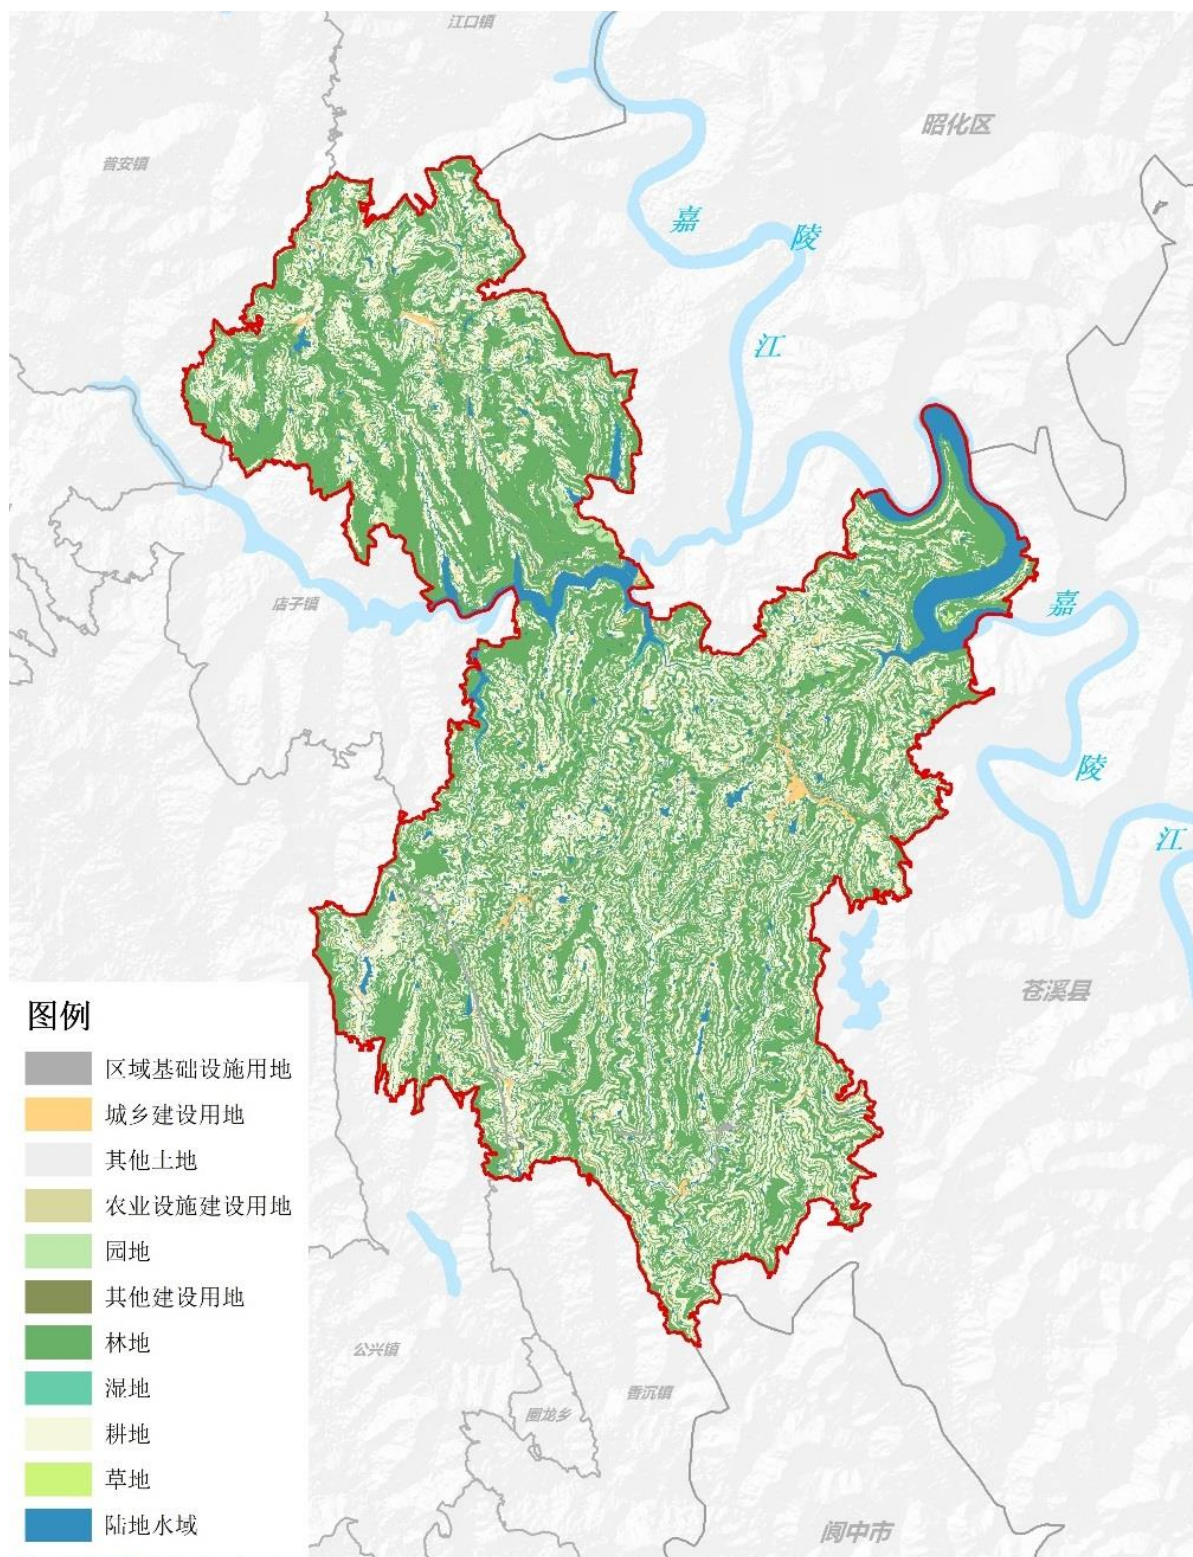 江口镇
昭化区
普安镇
嘉
陵
江
店子镇
嘉
陵
江
苍溪县
图例
区域基础设施用地
城乡建设用地
其他土地
农业设施建设用地
园地
其他建设用地
林地
湿地
耕地
草地
陆地水域
公兴镇
香沉镇
圈龙乡
阆中市